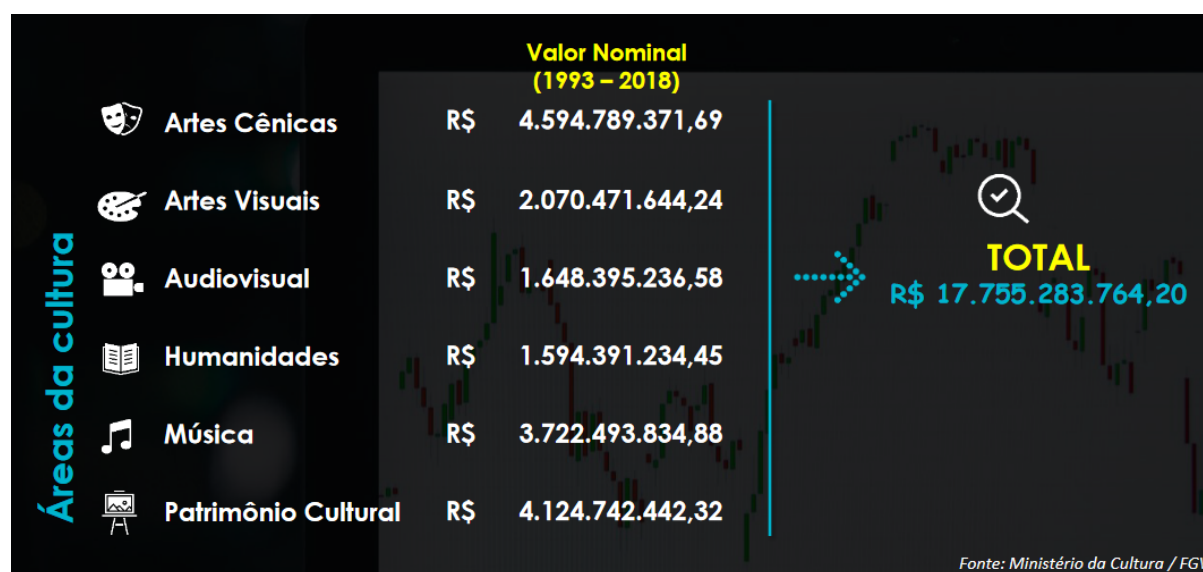 Áreas da cultura
Valor Nominal
(1993 – 2018)
Artes Cênicas R$ 4.594.789.371,69
Artes Visuais R$ 2.070.471.644,24
Audiovisual R$ 1.648.395.236,58
Humanidades R$ 1.594.391.234,45
Música R$ 3.722.493.834,88
Patrimônio Cultural R$ 4.124.742.442,32
TOTAL
R$ 17.755.283.764,20
Fonte: Ministério da Cultura / FGV